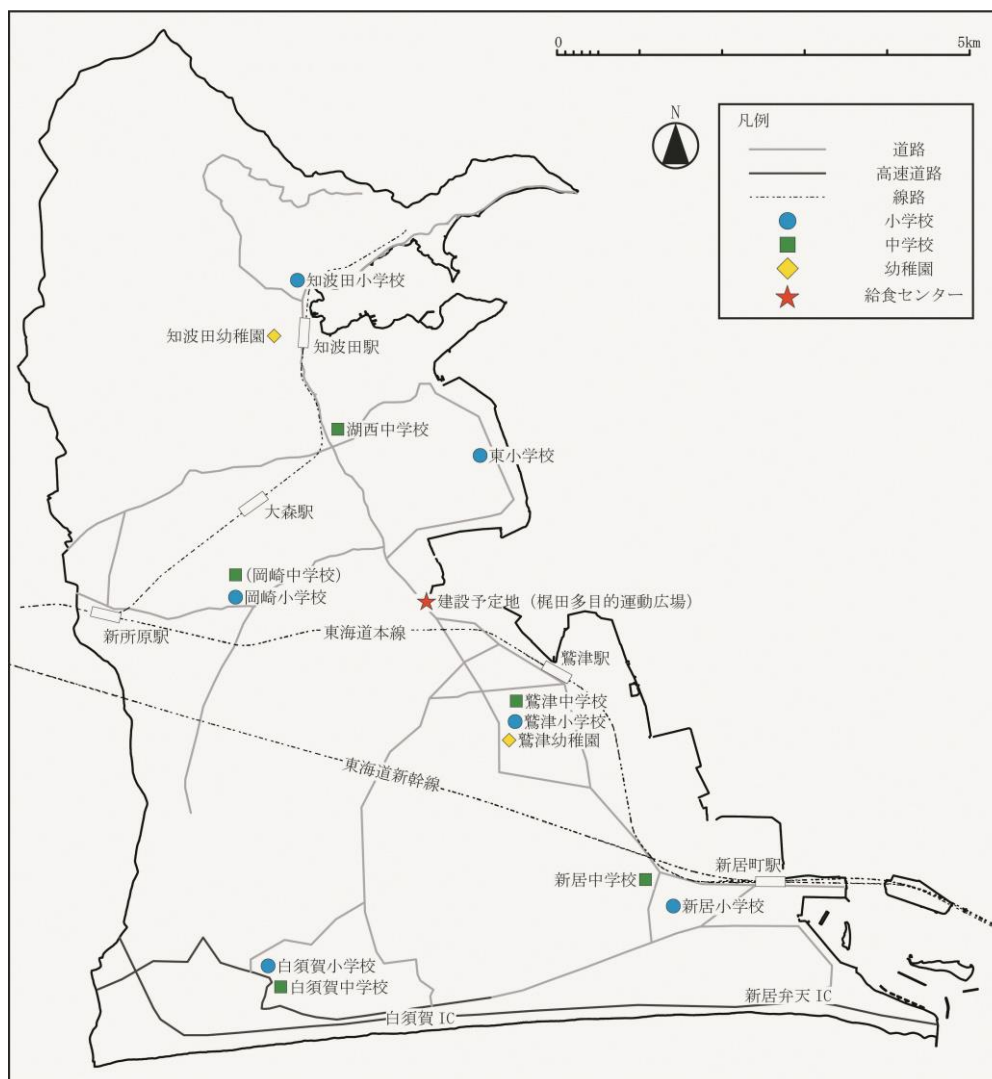 0
5km
N
凡例
道路
高速道路
線路
小学校
中学校
幼稚園
給食センター
知波田小学校
知波田幼稚園
知波田駅
湖西中学校
東小学校
大森駅
(岡崎中学校)
岡崎小学校
建設予定地（梶田多目的運動広場）
新所原駅
東海道本線
鷲津駅
鷲津中学校
鷲津小学校
鷲津幼稚園
東海道新幹線
新居町駅
新居中学校
新居小学校
白須賀小学校
白須賀中学校
新居弁天 IC
白須賀 IC